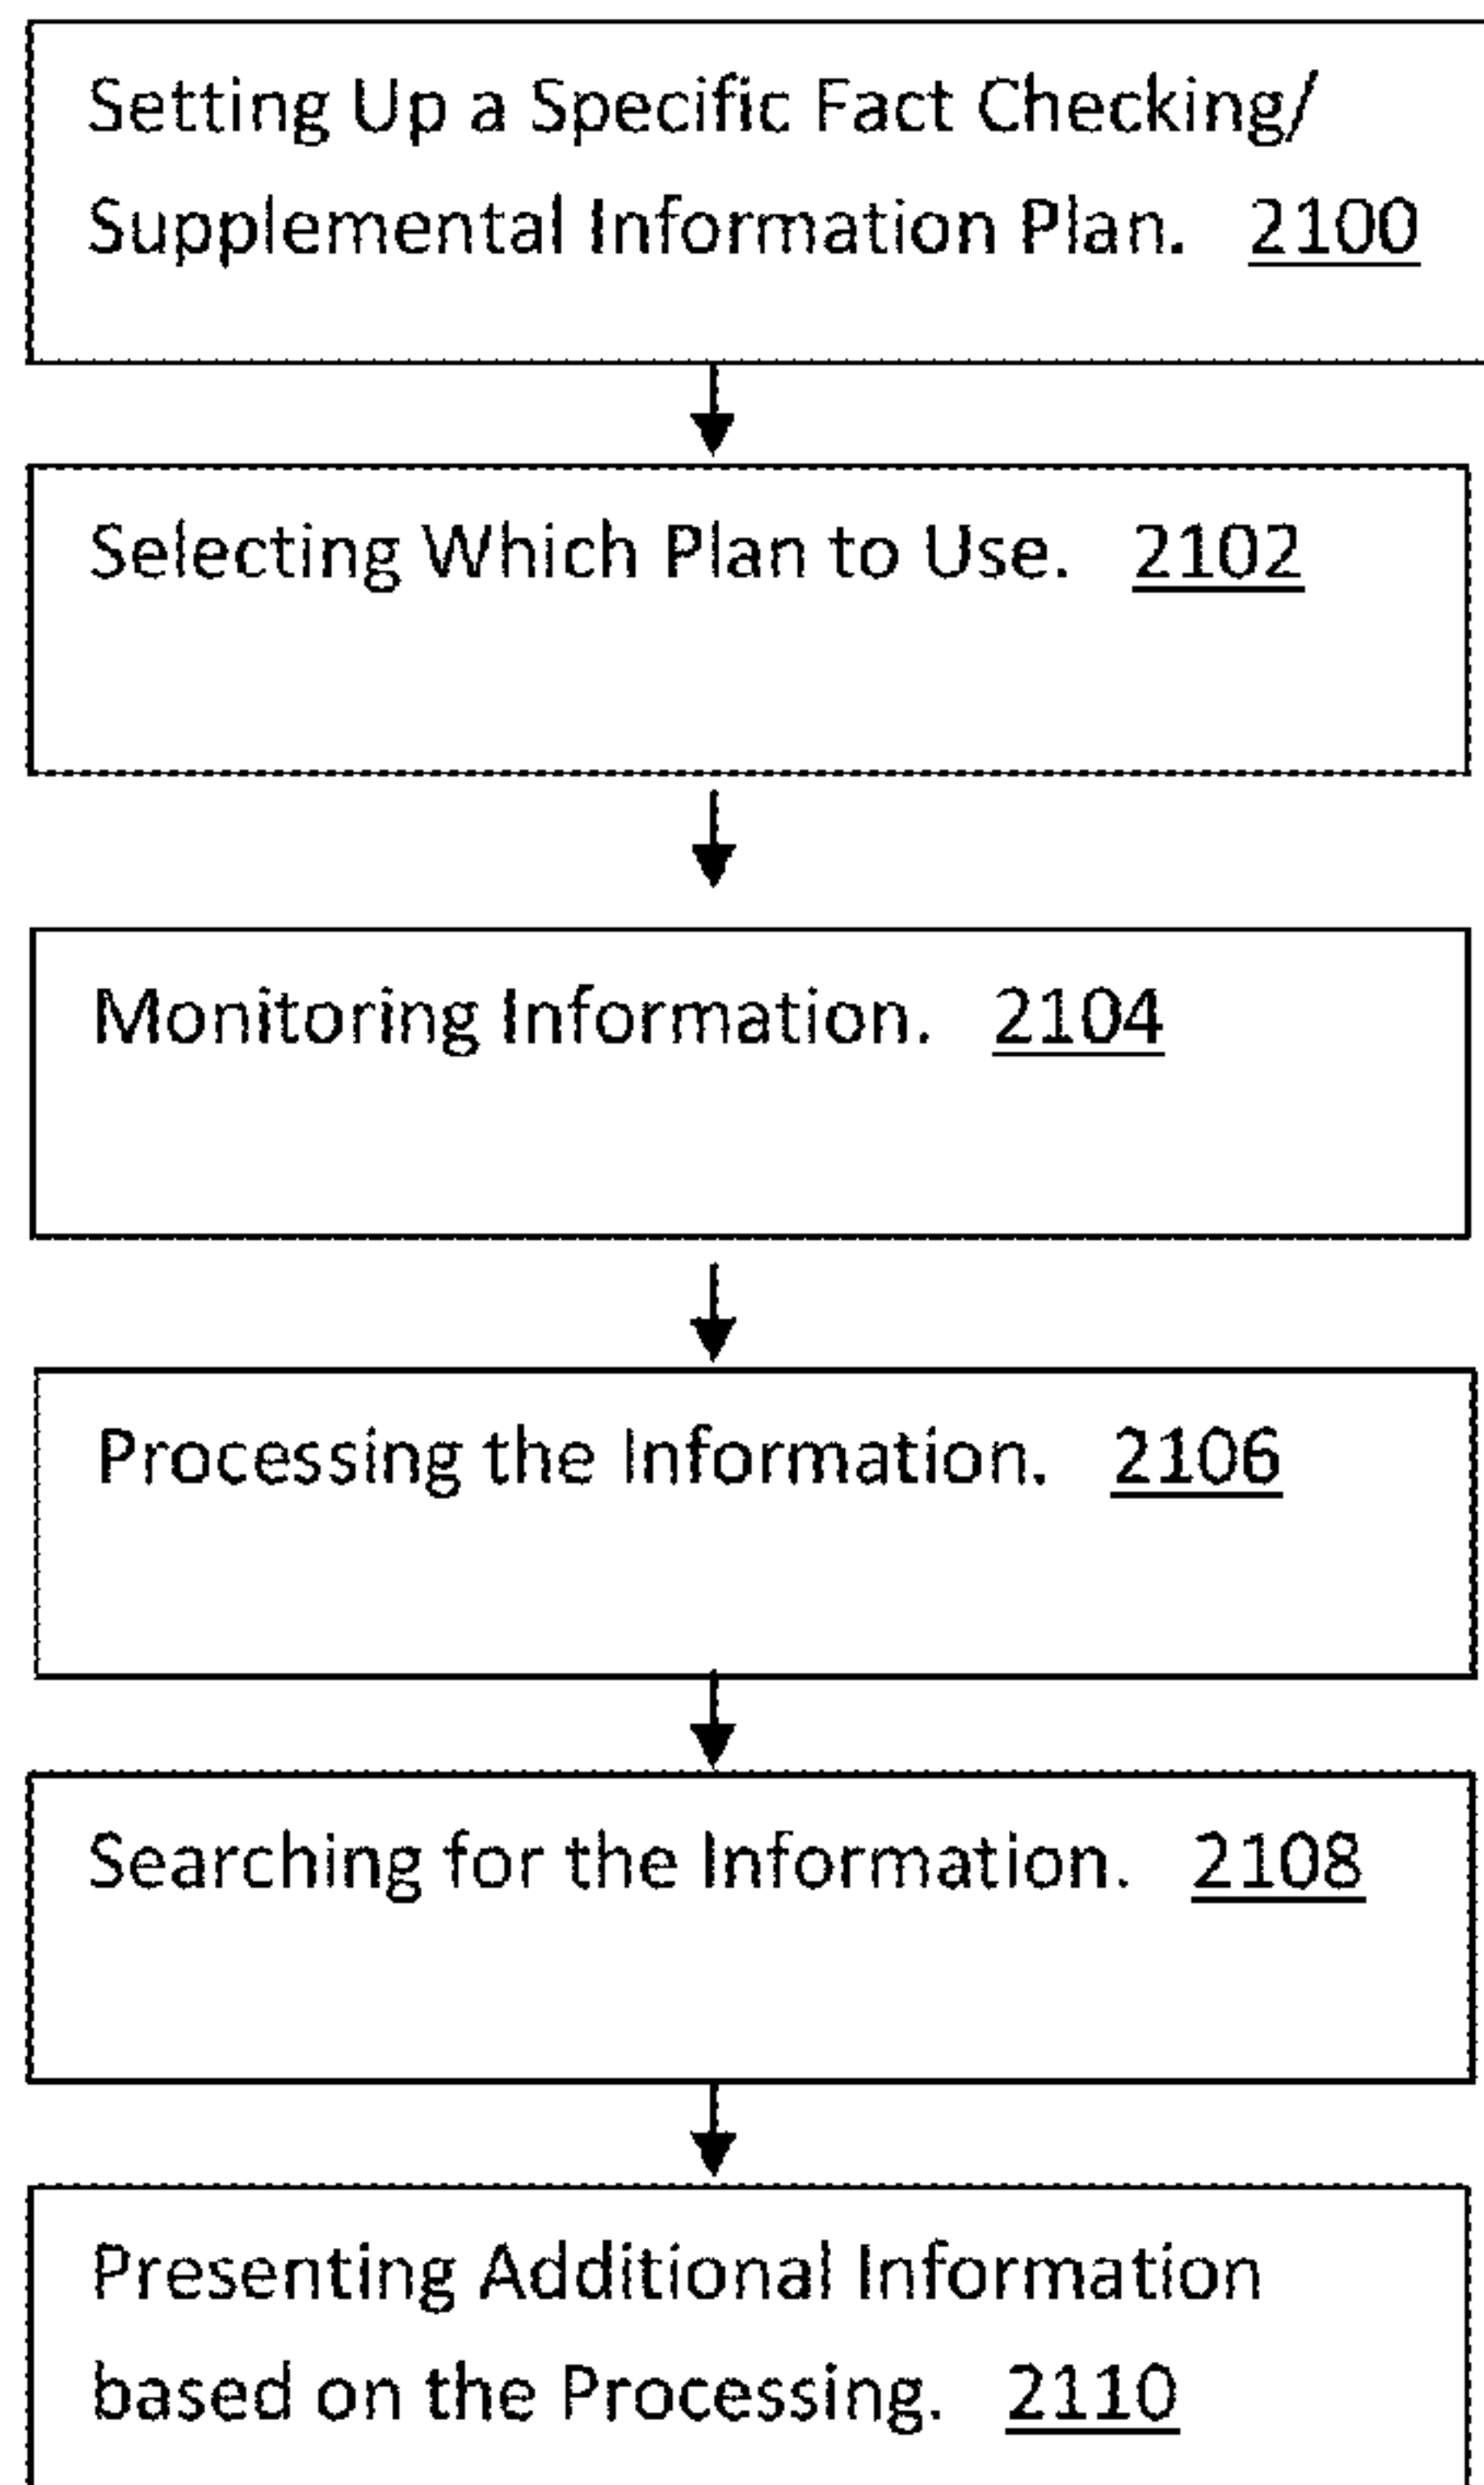 Setting Up a Specific Fact Checking/
Supplemental Information Plan. 2100
Selecting Which Plan to Use. 2102
Monitoring Information. 2104
Processing the Information. 2106
Searching for the Information. 2108
Presenting Additional Information
based on the Processing. 2110